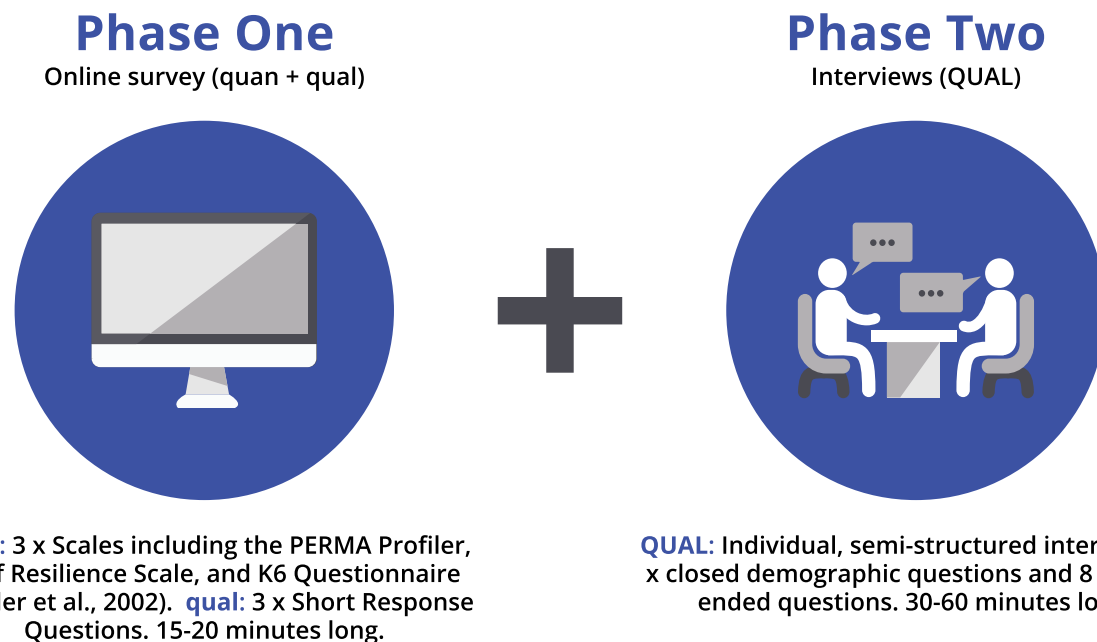 Phase One
Online survey (quan + qual)
Phase Two
Interviews (QUAL)
: 3 x Scales including the PERMA Profiler,
Resilience Scale, and K6 Questionnaire
et al., 2002). qual: 3 x Short Response
Questions. 15-20 minutes long.
QUAL: Individual, semi-structured
x closed demographic questions and 8
ended questions. 30-60 minutes